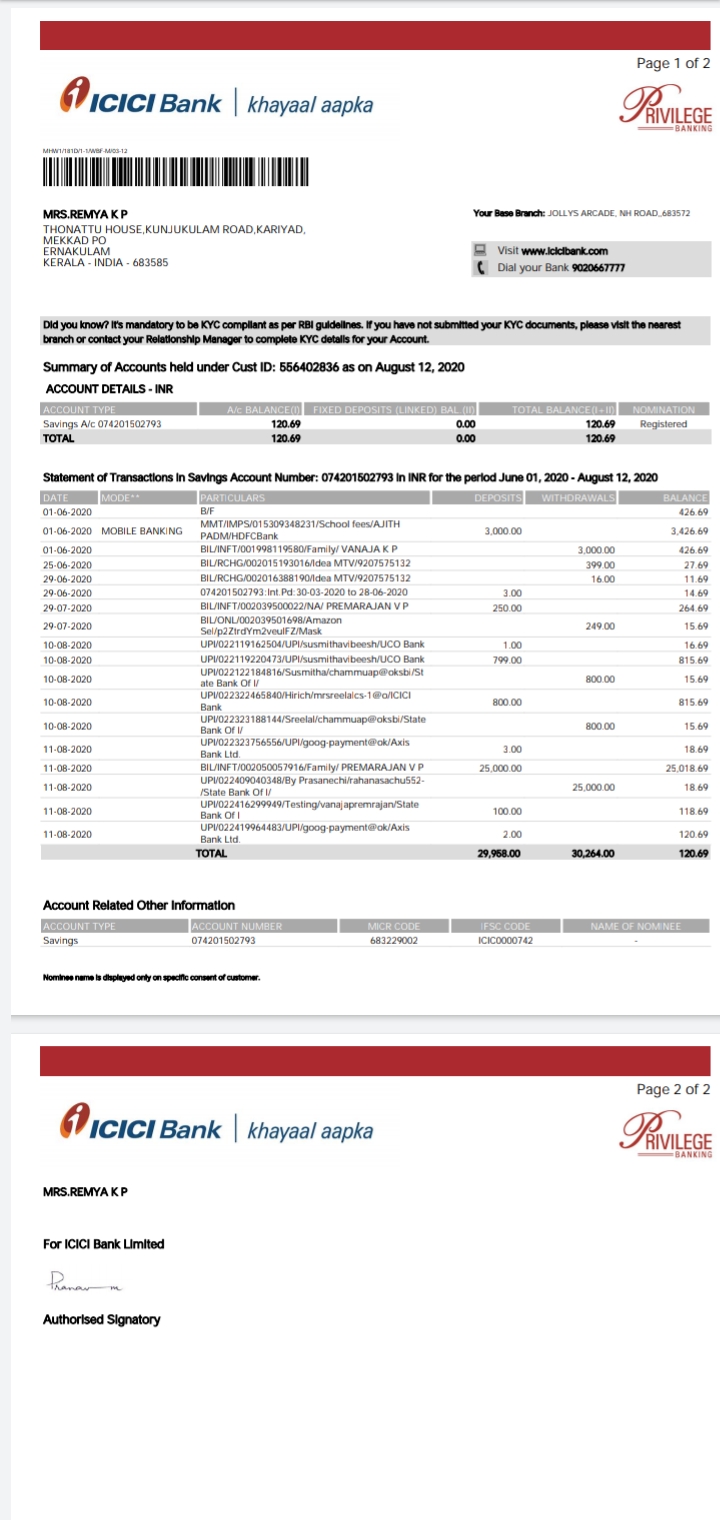 Page 1 of 2
ICICI Bank | khayaal aapka
PRIVILEGE
BANKING
MHW1/181D/1-1/WBF-M/03-12
MRS.REMYA K P
THONATTU HOUSE,KUNJUKULAM ROAD,KARIYAD,
MEKKAD PO
ERNAKULAM
KERALA - INDIA - 683585
Your Base Branch: JOLLYS ARCADE, NH ROAD,,683572
Visit www.icicibank.com
Dial your Bank 9020667777
Did you know? It's mandatory to be KYC compliant as per RBI guidelines. If you have not submitted your KYC documents, please visit the nearest
branch or contact your Relationship Manager to complete KYC details for your Account.
Summary of Accounts held under Cust ID: 556402836 as on August 12, 2020
ACCOUNT DETAILS - INR
ACCOUNT TYPE A/c BALANCE(I) FIXED DEPOSITS (LINKED) BAL (II) TOTAL BALANCE(I+II) NOMINATION
Savings A/c 074201502793 120.69 0.00 120.69 Registered
TOTAL 120.69 0.00 120.69
Statement of Transactions in Savings Account Number: 074201502793 in INR for the period June 01, 2020 - August 12, 2020
DATE MODE** PARTICULARS DEPOSITS WITHDRAWALS BALANCE
01-06-2020 B/F 426.69
MMT/IMPS/015309348231/School fees/AJITH
01-06-2020 MOBILE BANKING 3,000.00 3,426.69
PADM/HDFCBank
01-06-2020 BIL/INFT/001998119580/Family/ VANAJA K P 3,000.00 426.69
25-06-2020 BIL/RCHG/002015193016/Idea MTV/9207575132 399.00 27.69
29-06-2020 BIL/RCHG/002016388190/Idea MTV/9207575132 16.00 11.69
29-06-2020 074201502793:Int.Pd:30-03-2020 to 28-06-2020 3.00 14.69
29-07-2020 BIL/INFT/002039500022/NA/ PREMARAJAN V P 250.00 264.69
BIL/ONL/002039501698/Amazon
29-07-2020 249.00 15.69
Sel/p2ZtrdYm2veuIFZ/Mask
10-08-2020 UPI/022119162504/UPI/susmithavibeesh/UCO Bank 1.00 16.69
10-08-2020 UPI/022119220473/UPI/susmithavibeesh/UCO Bank 799.00 815.69
UPI/022122184816/Susmitha/chammuap@oksbi/St
10-08-2020 800.00 15.69
ate Bank Of I/
UPI/022322465840/Hirich/mrsreelalcs-1@o/ICICI
10-08-2020 800.00 815.69
Bank
UPI/022323188144/Sreelal/chammuap@oksbi/State
10-08-2020 800.00 15.69
Bank Of I/
UPI/022323756556/UPI/goog-payment@ok/Axis
11-08-2020 3.00 18.69
Bank Ltd.
11-08-2020 BIL/INFT/002050057916/Family/ PREMARAJAN V P 25,000.00 25,018.69
UPI/022409040348/By Prasanechi/rahanasachu552-
11-08-2020 25,000.00 18.69
/State Bank Of I/
UPI/022416299949/Testing/vanajapremrajan/State
11-08-2020 100.00 118.69
Bank Of I
UPI/022419964483/UPI/goog-payment@ok/Axis
11-08-2020 2.00 120.69
Bank Ltd.
TOTAL 29,958.00 30,264.00 120.69
Account Related Other Information
ACCOUNT TYPE ACCOUNT NUMBER MICR CODE IFSC CODE NAME OF NOMINEE
Savings 074201502793 683229002 ICIC0000742 -
Nominee name is displayed only on specific consent of customer.
Page 2 of 2
ICICI Bank | khayaal aapka
PRIVILEGE
BANKING
MRS.REMYA K P
For ICICI Bank Limited
Pranav m
Authorised Signatory